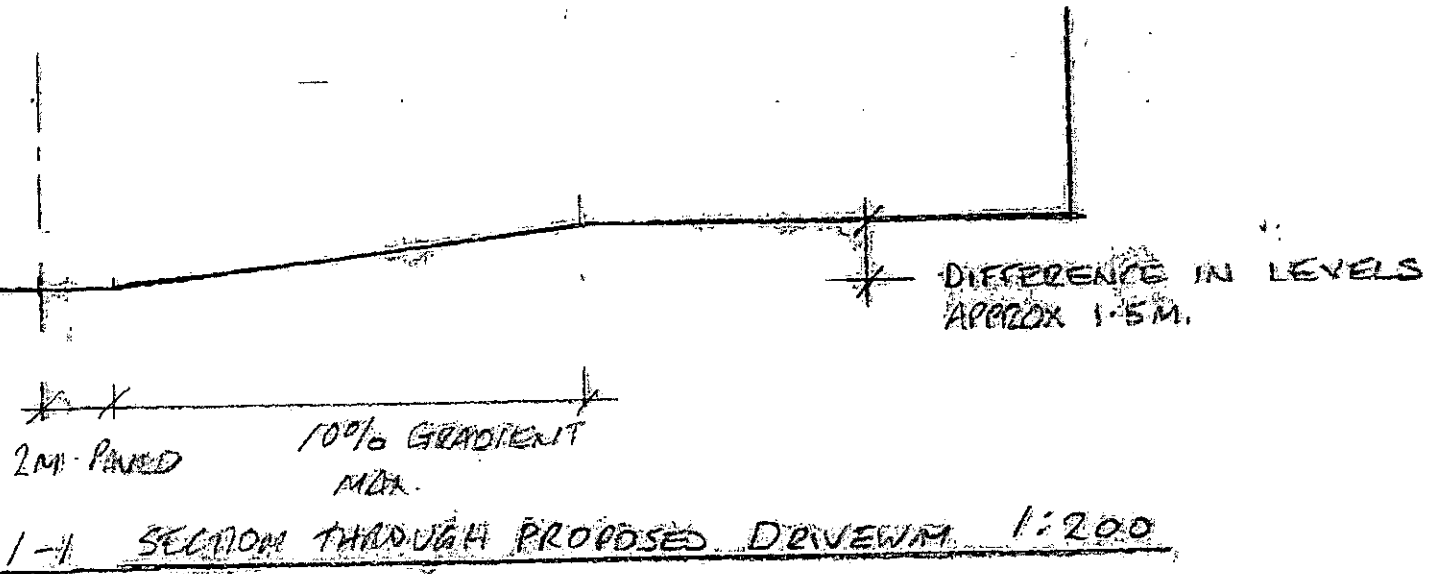 DIFFERENCE IN LEVELS
APPROX 1.5M.
2M. PAVED
10% GRADIENT
MAX.
1-1 SECTION THROUGH PROPOSED DRIVEWAY 1:200